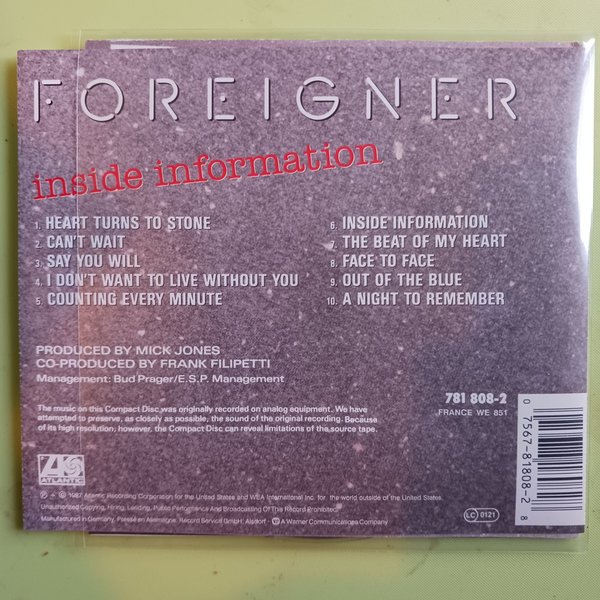 FOREIGNER
inside information
1. HEART TURNS TO STONE
2. CAN'T WAIT
3. SAY YOU WILL
4. I DON'T WANT TO LIVE WITHOUT YOU
5. COUNTING EVERY MINUTE
6. INSIDE INFORMATION
7. THE BEAT OF MY HEART
8. FACE TO FACE
9. OUT OF THE BLUE
10. A NIGHT TO REMEMBER
PRODUCED BY MICK JONES
CO-PRODUCED BY FRANK FILIPETTI
Management: Bud Prager/E.S.P. Management
781 808-2
FRANCE WE 851
The music on this Compact Disc was originally recorded on analog equipment. We have
attempted to preserve, as closely as possible, the sound of the original recording. Because
of its high resolution, however, the Compact Disc can reveal limitations of the source tape.
ATLANTIC
℗ - © 1987 Atlantic Recording Corporation for the United States and WEA International Inc. for the world outside of the United States.
Unauthorized Copying, Hiring, Lending, Public Performance And Broadcasting Of This Record Prohibited.
Manufactured in Germany. Pressé en Allemagne. Record Service GmbH, Alsdorf. A Warner Communications Company
LC 0121
0 7567-81808-2 8